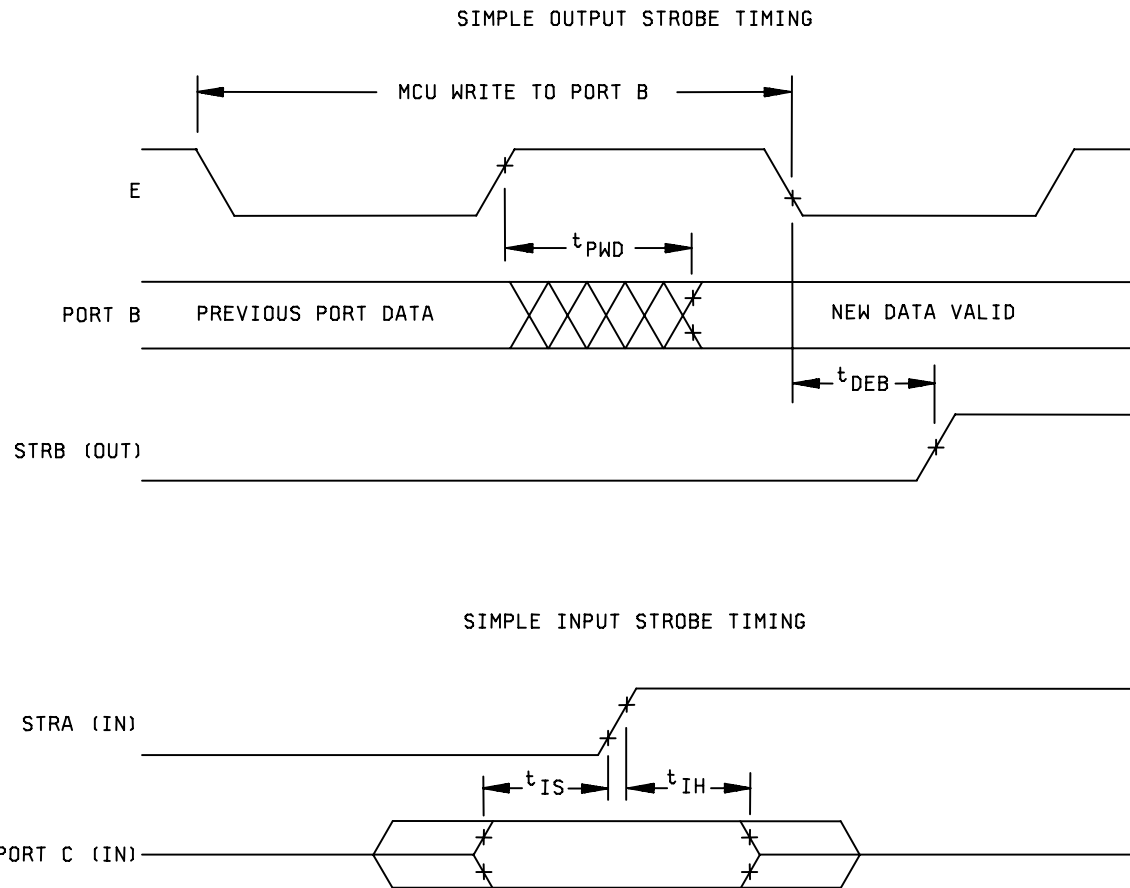 SIMPLE OUTPUT STROBE TIMING
MCU WRITE TO PORT B
E
tPWD
PORT B
PREVIOUS PORT DATA
NEW DATA VALID
tDEB
STRB (OUT)
SIMPLE INPUT STROBE TIMING
STRA (IN)
tIS
tIH
PORT C (IN)